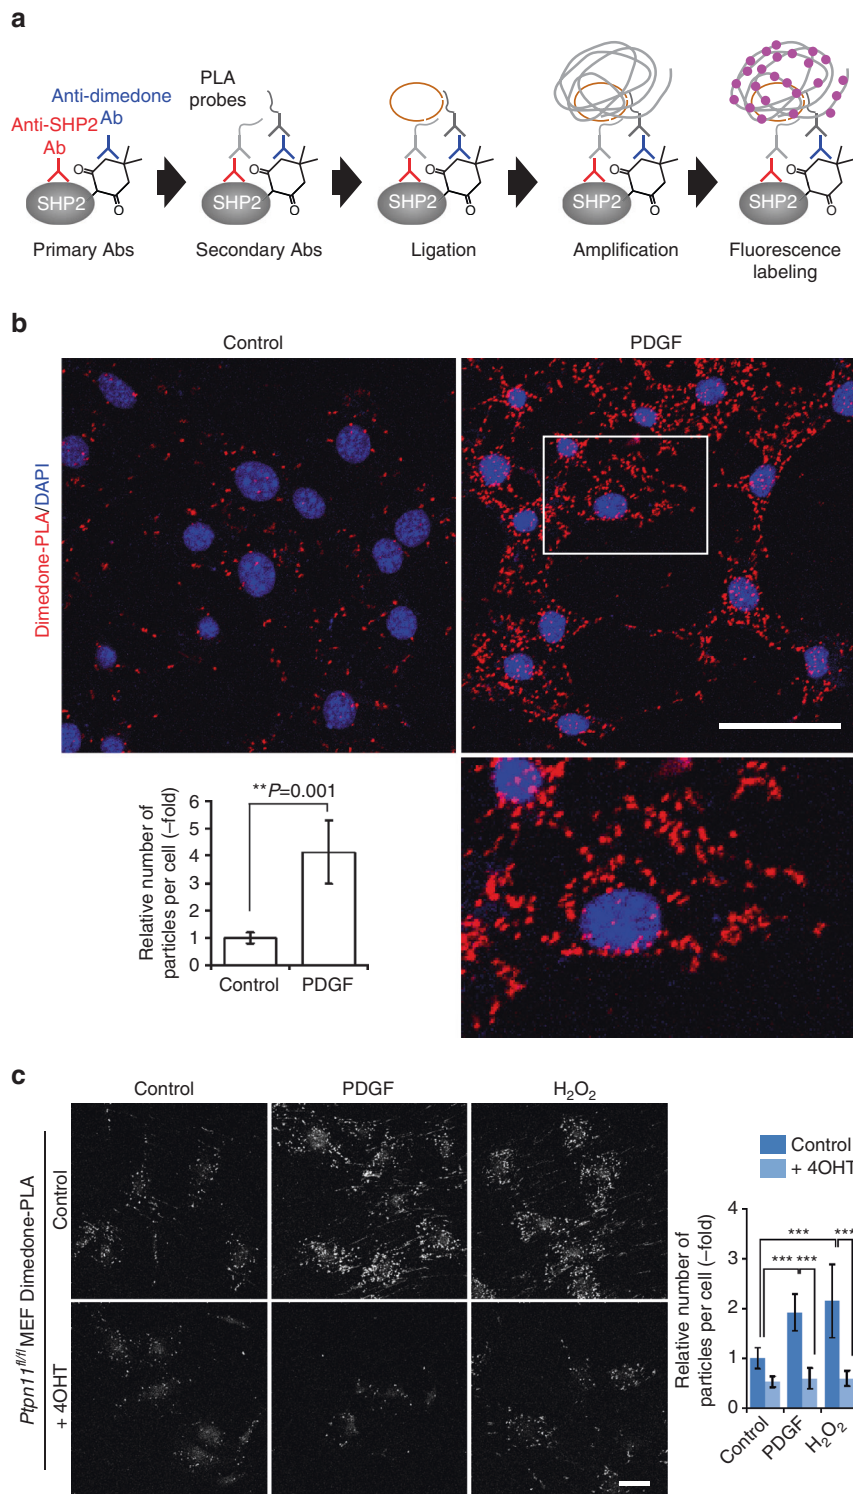 a
Anti-dimedone
Ab
Anti-SHP2
Ab
PLA
probes
SHP2
SHP2
SHP2
SHP2
SHP2
O
O
O
O
O
O
O
O
O
O
Primary Abs
Secondary Abs
Ligation
Amplification
Fluorescence
labeling
b
Control
PDGF
Dimedone-PLA/DAPI
**P=0.001
Relative number of
particles per cell (–fold)
6
5
4
3
2
1
0
Control
PDGF
c
Control
PDGF
H₂O₂
Ptpn11fl/fl MEF Dimedone-PLA
Control
+ 4OHT
Control
+ 4OHT
Relative number of
particles per cell (–fold)
4
3
2
1
0
***
***
*** ***
Control
PDGF
H₂O₂